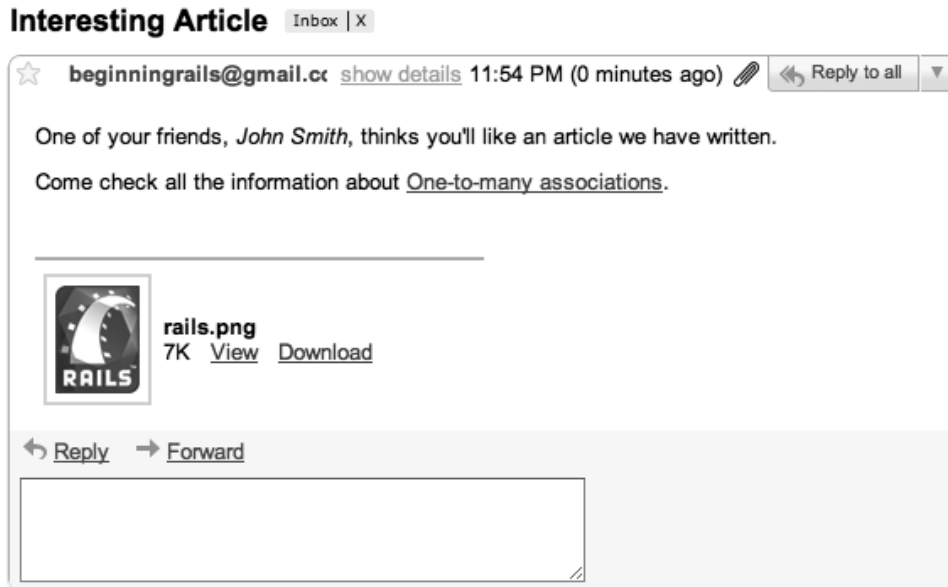 Interesting Article Inbox | X
beginningrails@gmail.cc show details 11:54 PM (0 minutes ago) Reply to all
One of your friends, John Smith, thinks you'll like an article we have written.
Come check all the information about One-to-many associations.
RAILS
rails.png
7K View Download
Reply Forward